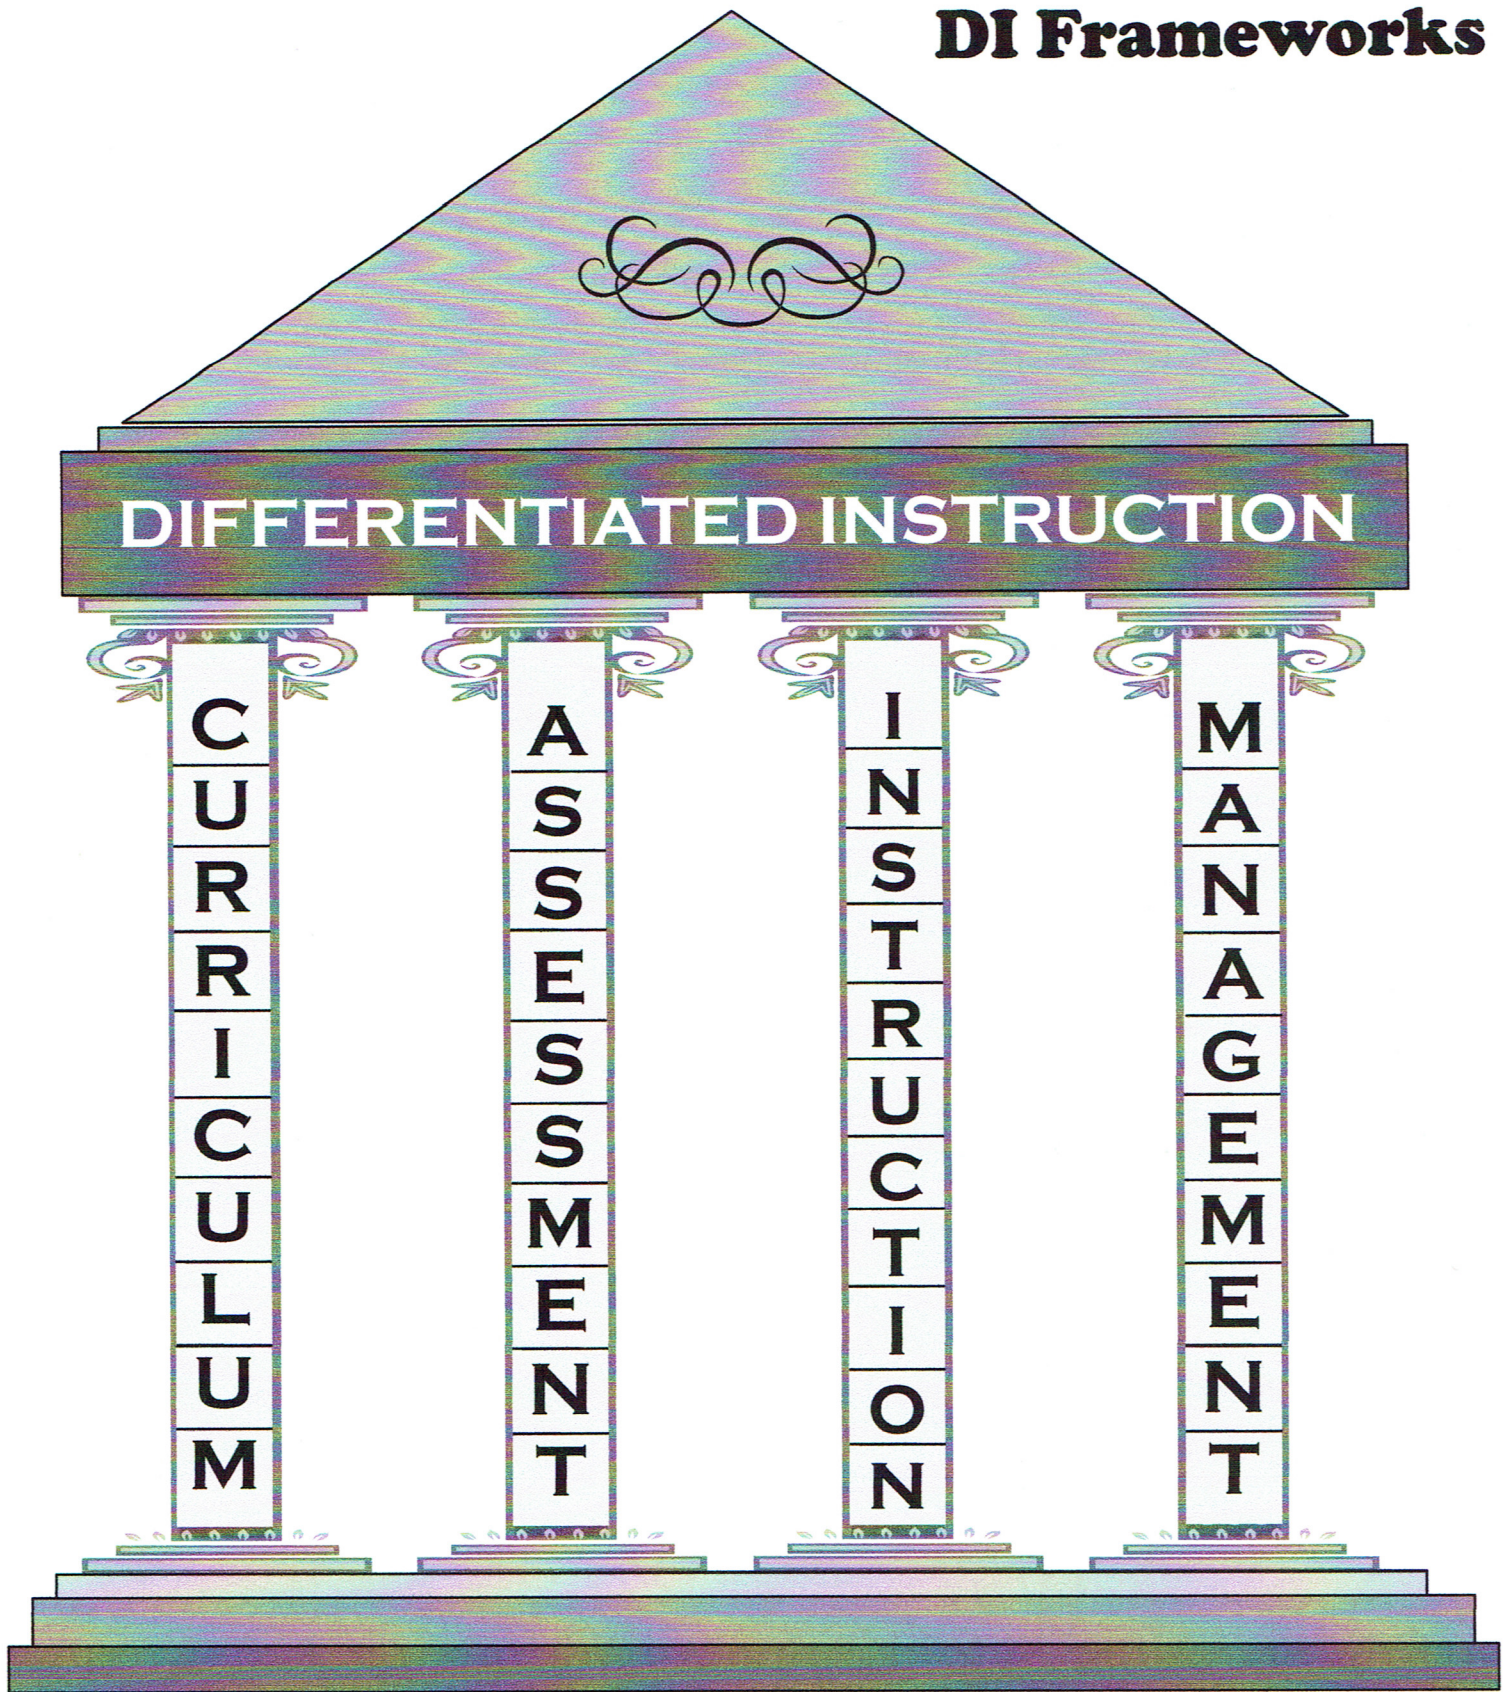 DI Frameworks
DIFFERENTIATED INSTRUCTION
CURRICULUM
ASSESSMENT
INSTRUCTION
MANAGEMENT